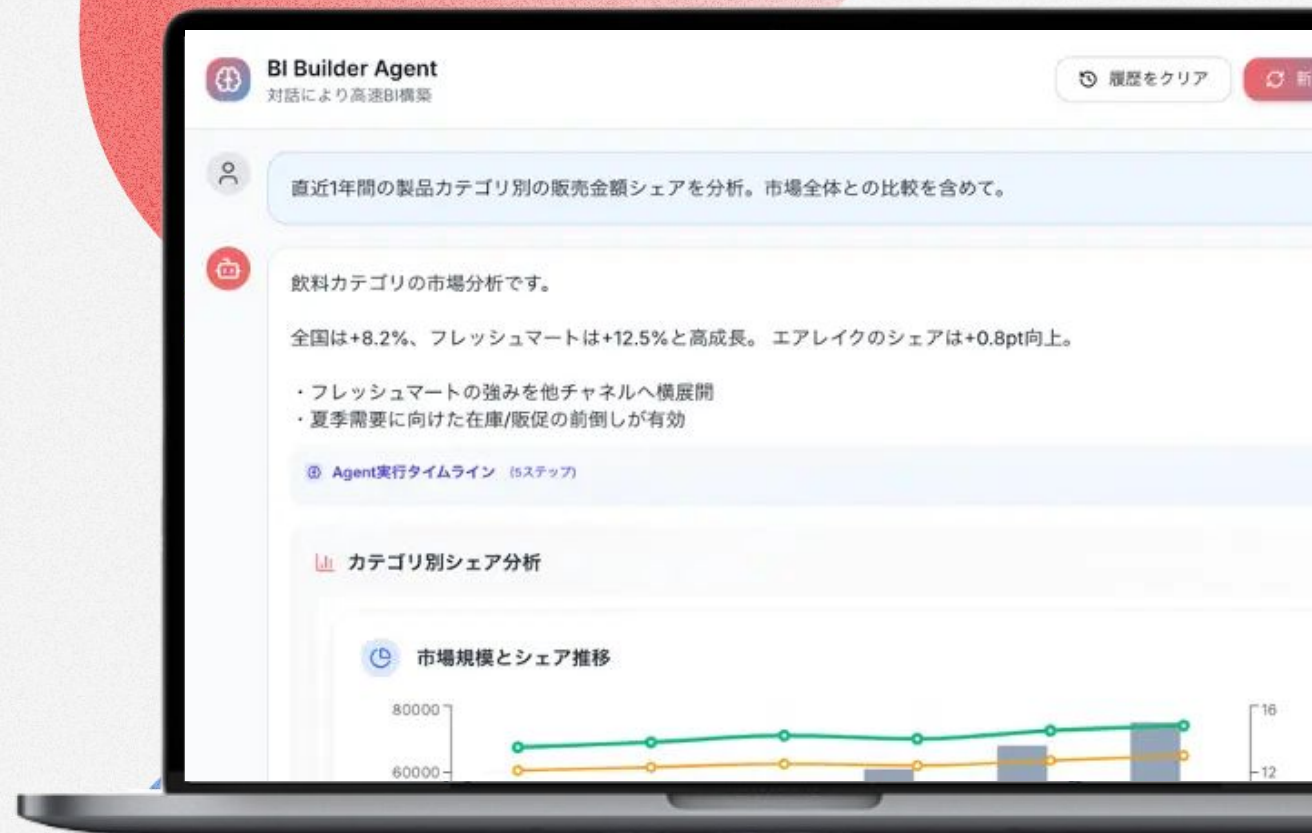 BI Builder Agent
対話により高速BI構築
履歴をクリア
新
直近1年間の製品カテゴリ別の販売金額シェアを分析。市場全体との比較を含めて。
飲料カテゴリの市場分析です。
全国は+8.2%、フレッシュマートは+12.5%と高成長。 エアレイクのシェアは+0.8pt向上。
・フレッシュマートの強みを他チャネルへ横展開
・夏季需要に向けた在庫/販促の前倒しが有効
Agent実行タイムライン (5ステップ)
カテゴリ別シェア分析
市場規模とシェア推移
80000
16
60000
12